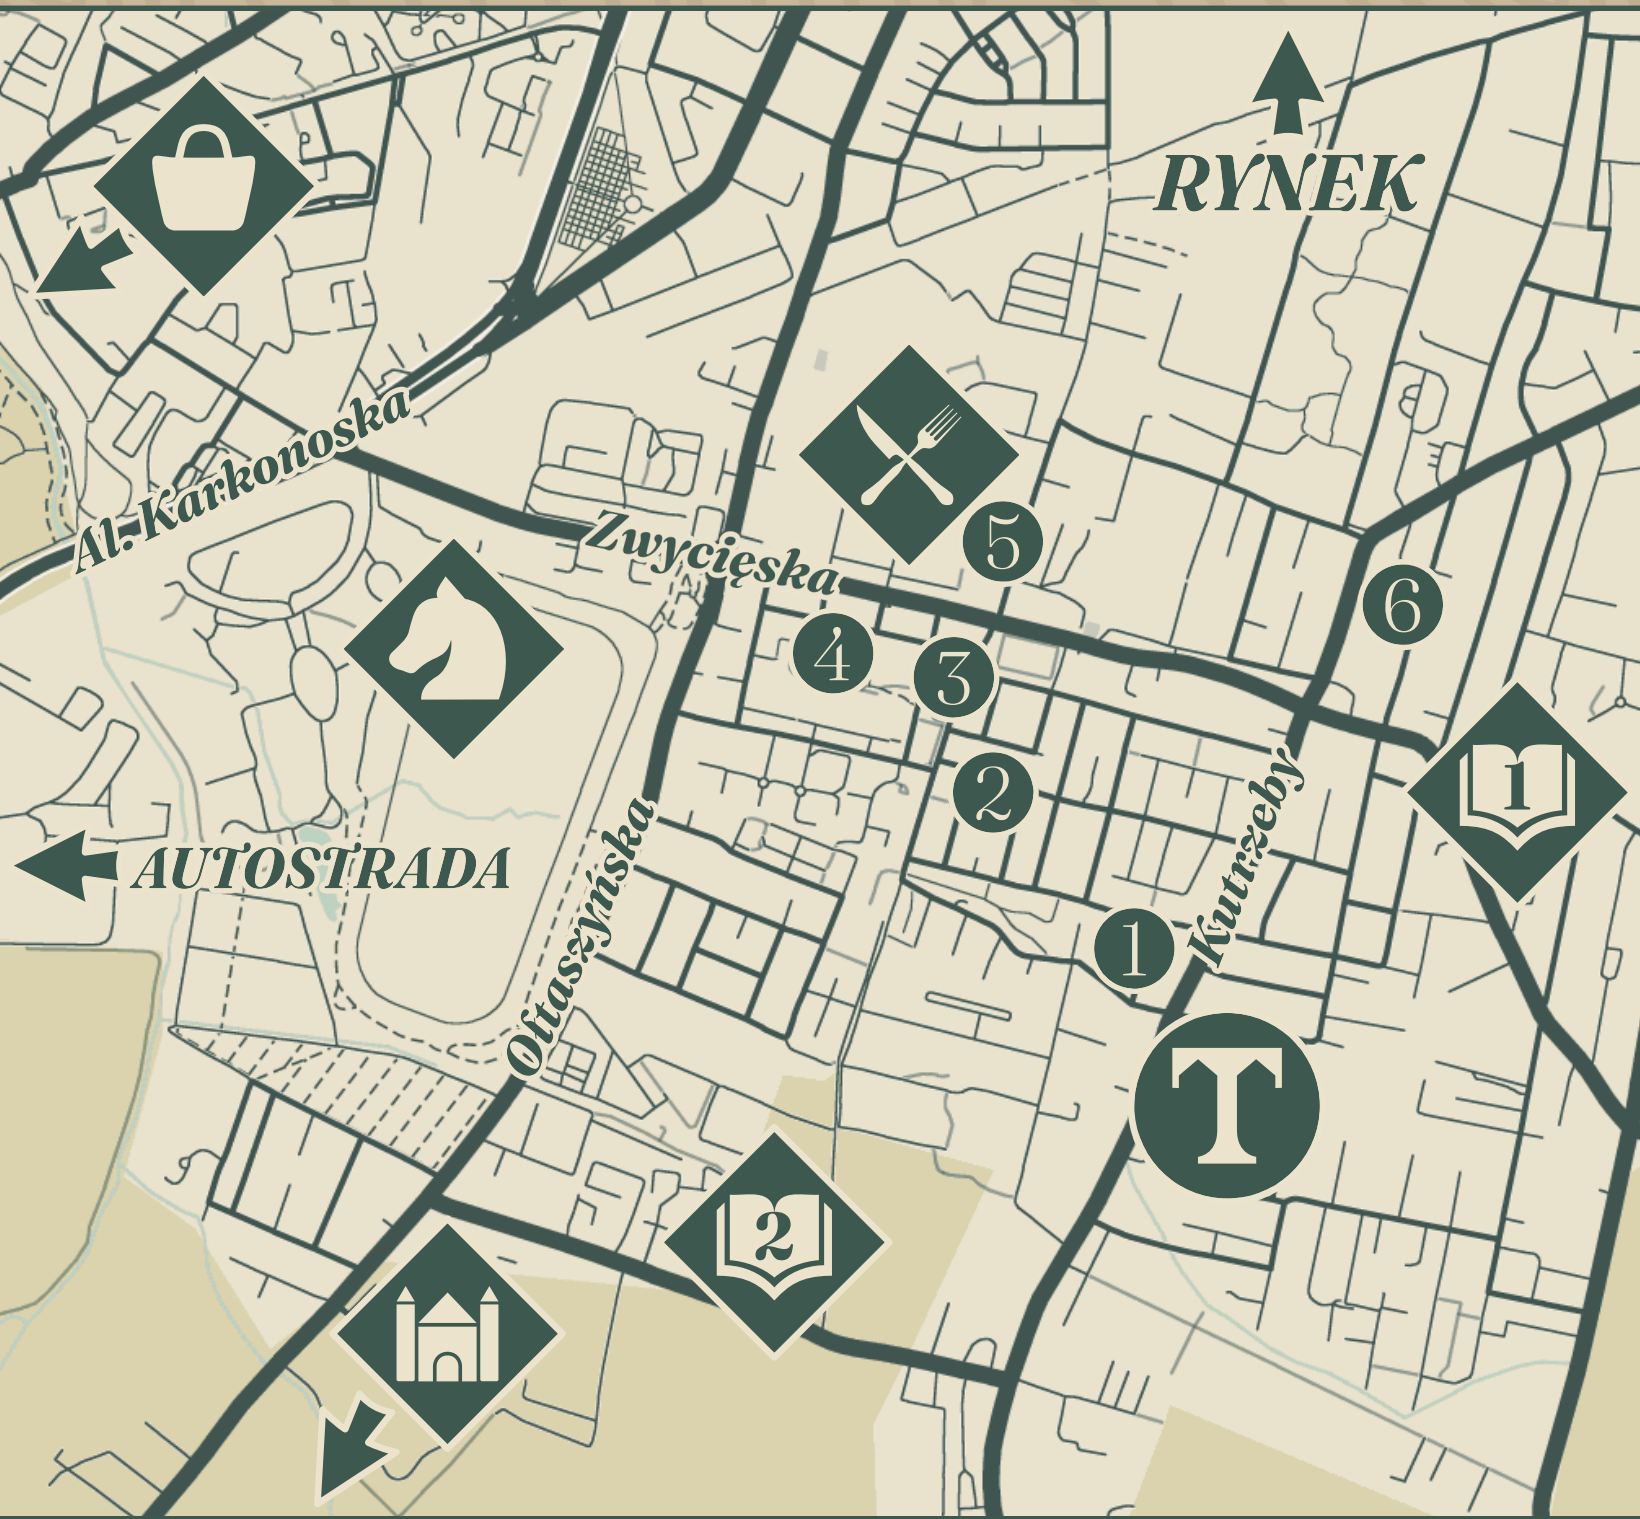 RYNEK
Al. Karkonoska
Zwycięska
5
6
4
3
2
1
Kutrzeby
AUTOSTRADA
Ołtaszyńska
1
T
2